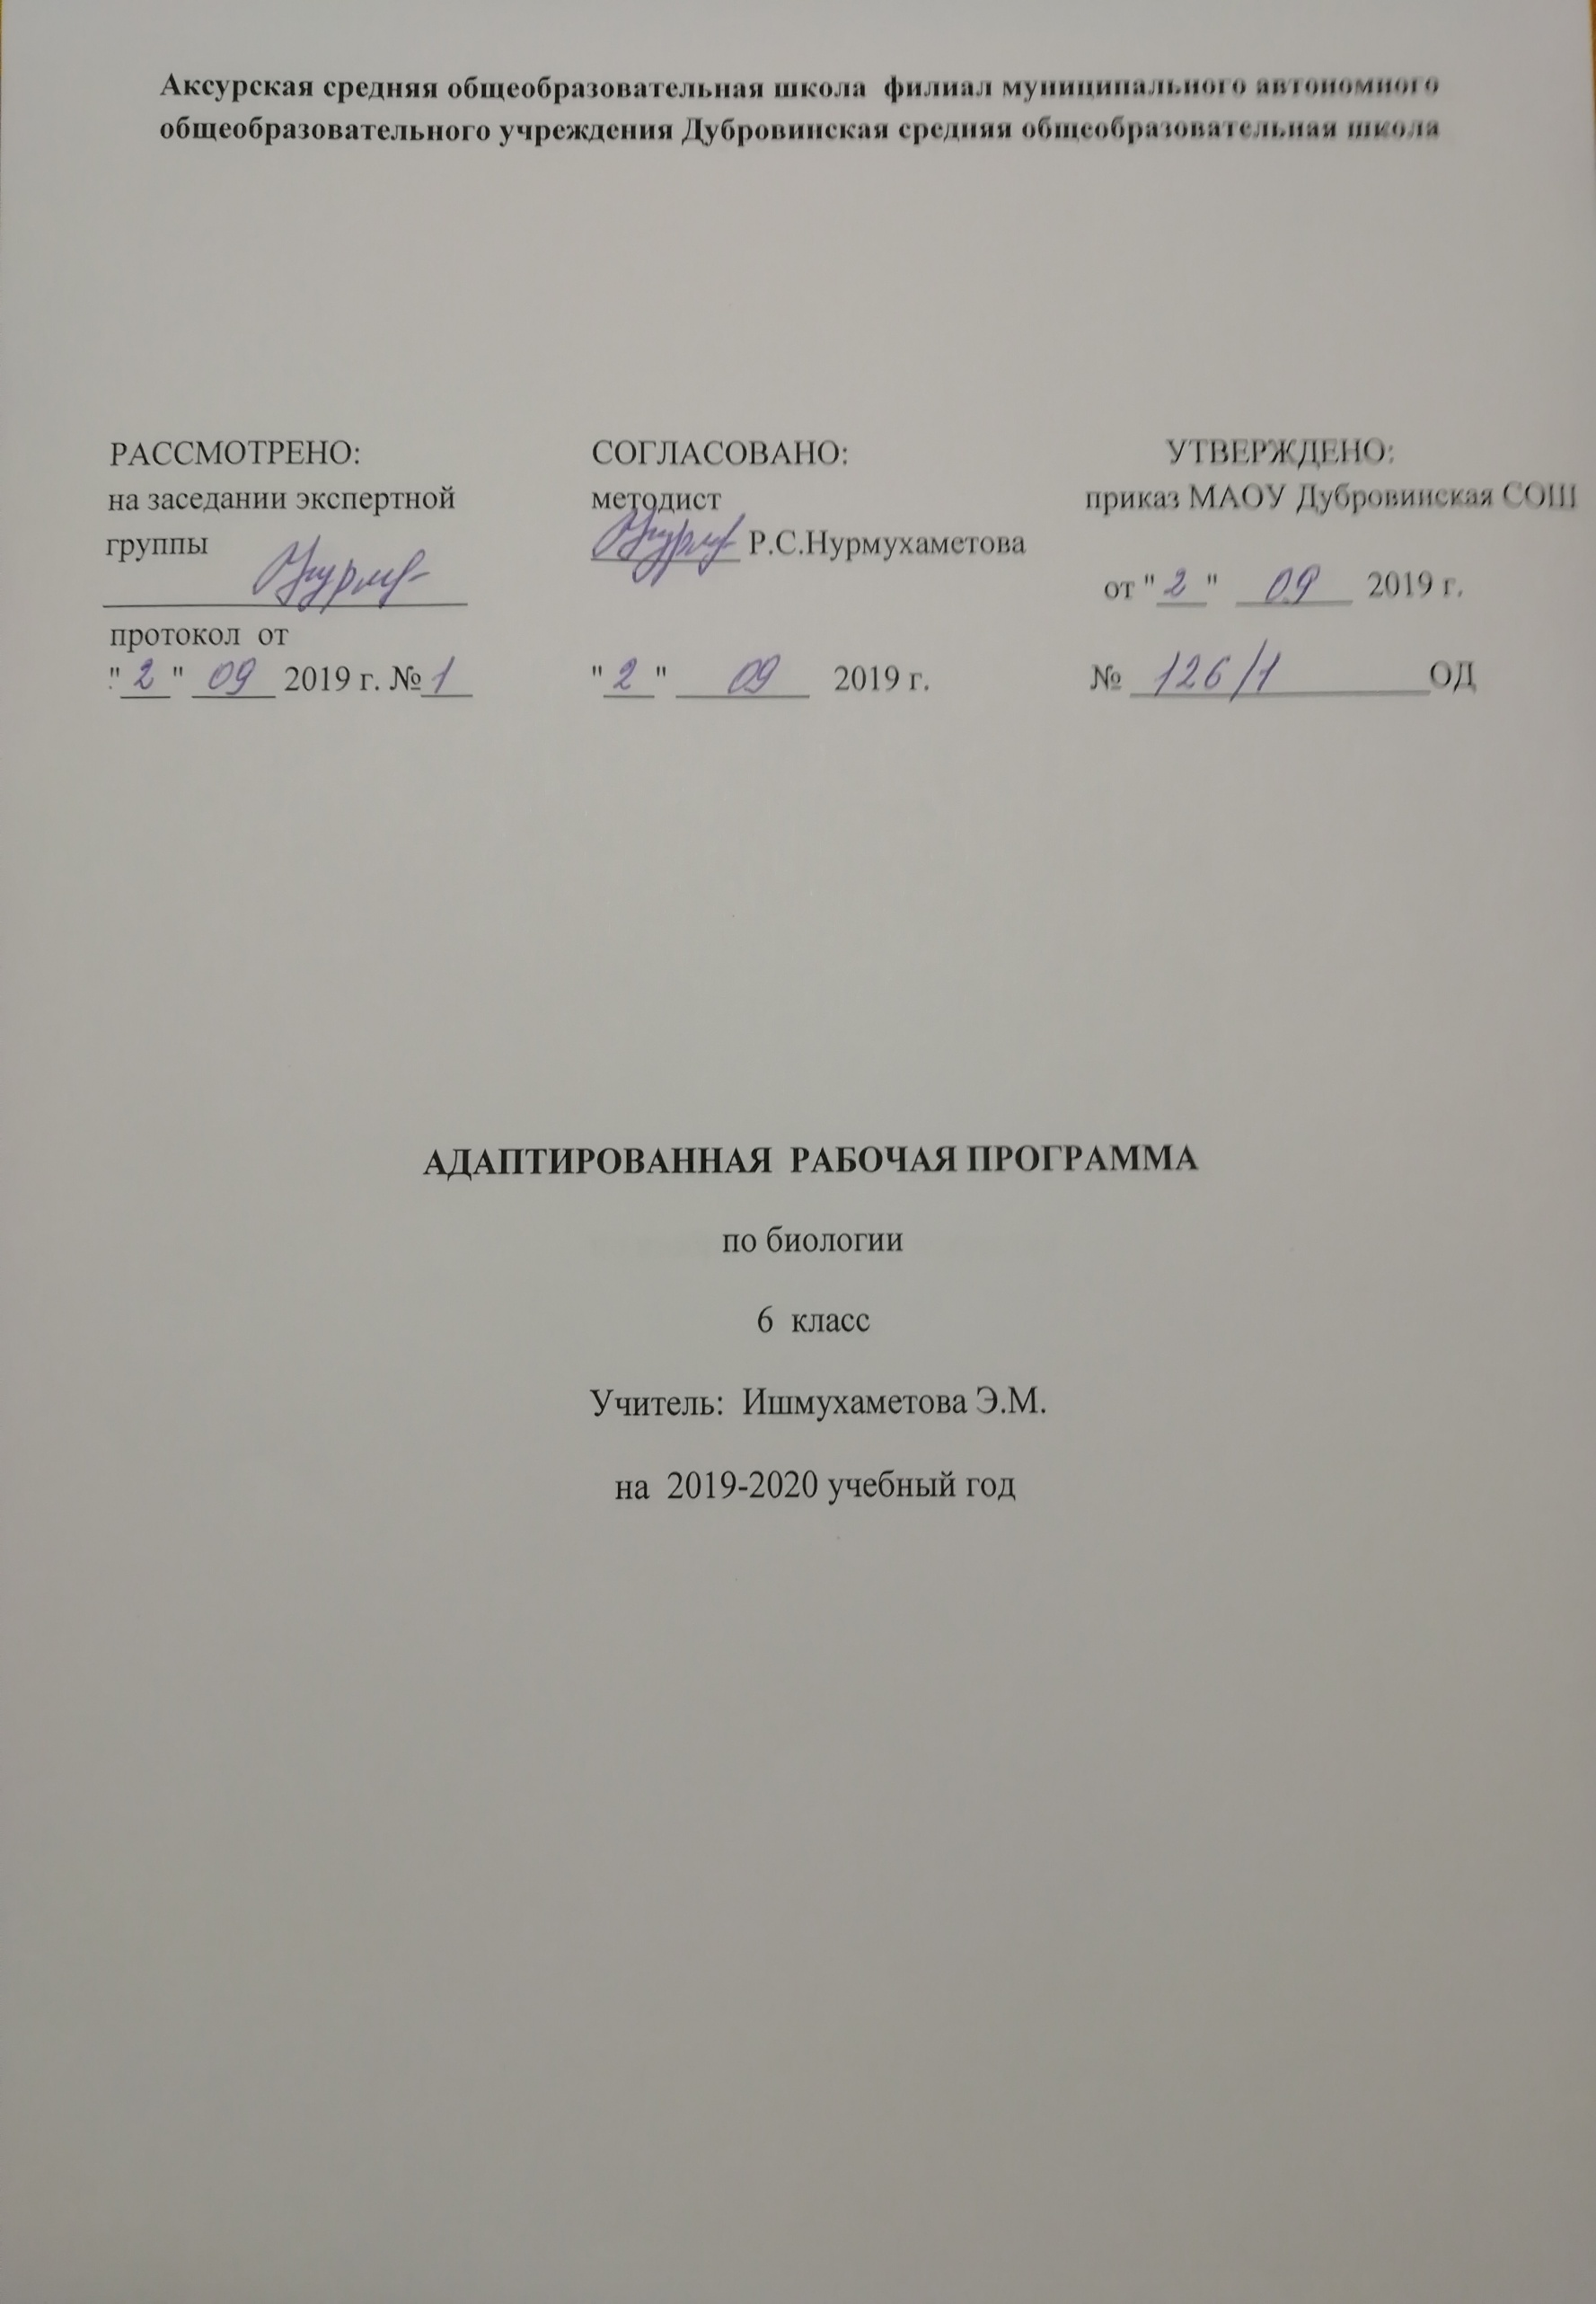 Аксурская средняя общеобразовательная школа филиал муниципального автономного
общеобразовательного учреждения Дубровинская средняя общеобразовательная школа
РАССМОТРЕНО:
на заседании экспертной
группы
протокол от
"2" 09 2019 г. №1
СОГЛАСОВАНО:
методист
Р.С.Нурмухаметова
"2" 09 2019 г.
УТВЕРЖДЕНО:
приказ МАОУ Дубровинская СОШ
от "2" 09 2019 г.
№ 126/1 ОД
АДАПТИРОВАННАЯ РАБОЧАЯ ПРОГРАММА
по биологии
6 класс
Учитель: Ишмухаметова Э.М.
на 2019-2020 учебный год